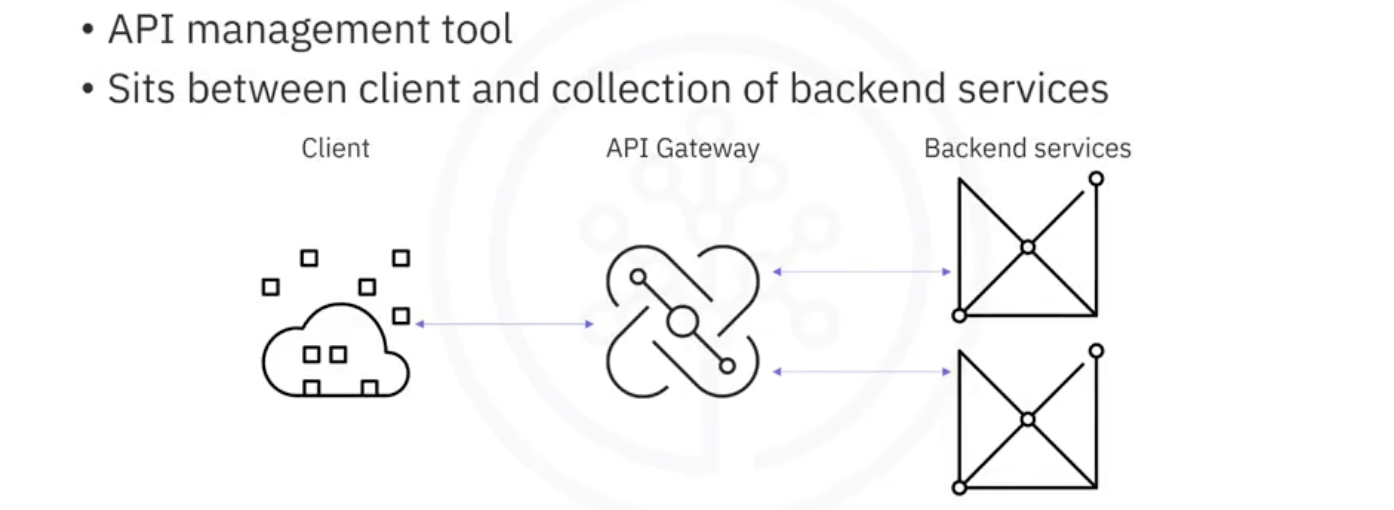 • API management tool
• Sits between client and collection of backend services
Client API Gateway Backend services